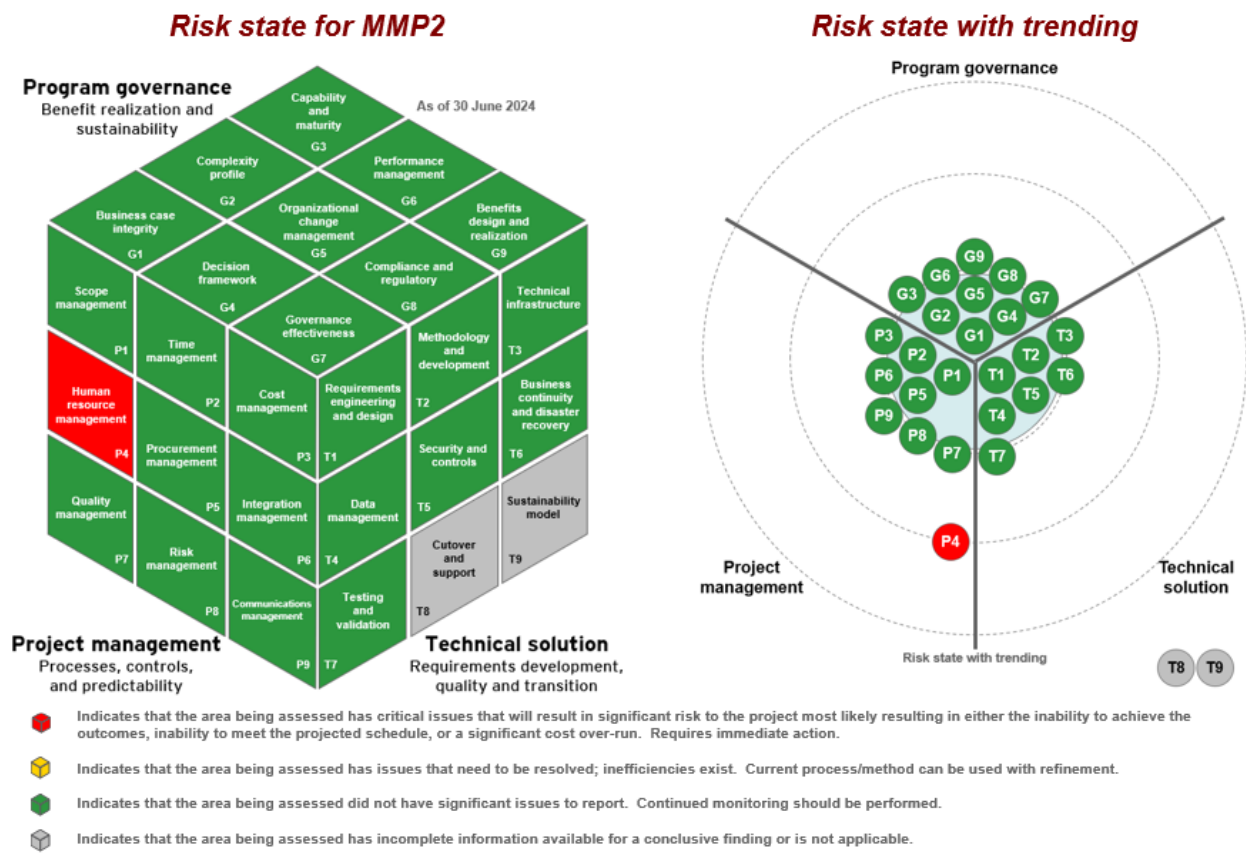 Risk state for MMP2
Risk state with trending
Program governance
Benefit realization and
sustainability
As of 30 June 2024
Capability
and
maturity
G3
Complexity
profile
G2
Performance
management
G6
Business case
integrity
G1
Organizational
change
management
G5
Benefits
design and
realization
G9
Decision
framework
G4
Compliance and
regulatory
G8
Governance
effectiveness
G7
Scope
management
P1
Time
management
P2
Cost
management
P3
Human
resource
management
P4
Procurement
management
P5
Integration
management
P6
Quality
management
P7
Risk
management
P8
Communications
management
P9
Requirements
engineering
and design
T1
Methodology
and
development
T2
Technical
infrastructure
T3
Data
management
T4
Security and
controls
T5
Business
continuity
and disaster
recovery
T6
Testing
and
validation
T7
Cutover
and
support
T8
Sustainability
model
T9
Project management
Processes, controls,
and predictability
Technical solution
Requirements development,
quality and transition
Program governance
G9
G6
G8
G3
G5
G7
G2
G4
G1
P3
P2
P1
P6
P5
P9
P8
P7
P4
T3
T2
T1
T6
T5
T4
T7
Project
management
Technical
solution
Risk state with trending
T8
T9
Indicates that the area being assessed has critical issues that will result in significant risk to the project most likely resulting in either the inability to achieve the
outcomes, inability to meet the projected schedule, or a significant cost over-run. Requires immediate action.
Indicates that the area being assessed has issues that need to be resolved; inefficiencies exist. Current process/method can be used with refinement.
Indicates that the area being assessed did not have significant issues to report. Continued monitoring should be performed.
Indicates that the area being assessed has incomplete information available for a conclusive finding or is not applicable.